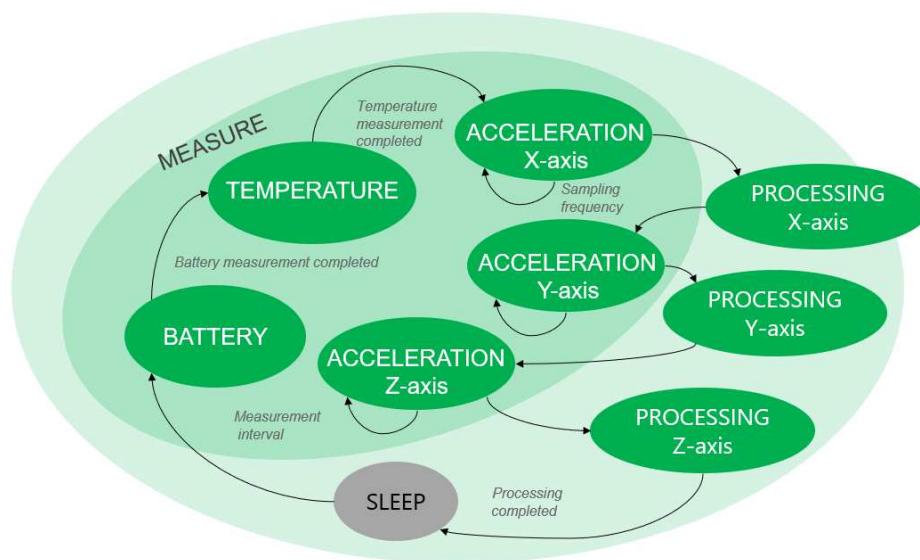 MEASURE
Temperature
measurement
completed
ACCELERATION
X-axis
TEMPERATURE
Sampling
frequency
PROCESSING
X-axis
Battery measurement completed
ACCELERATION
Y-axis
PROCESSING
Y-axis
BATTERY
ACCELERATION
Z-axis
Measurement
interval
PROCESSING
Z-axis
SLEEP
Processing
completed